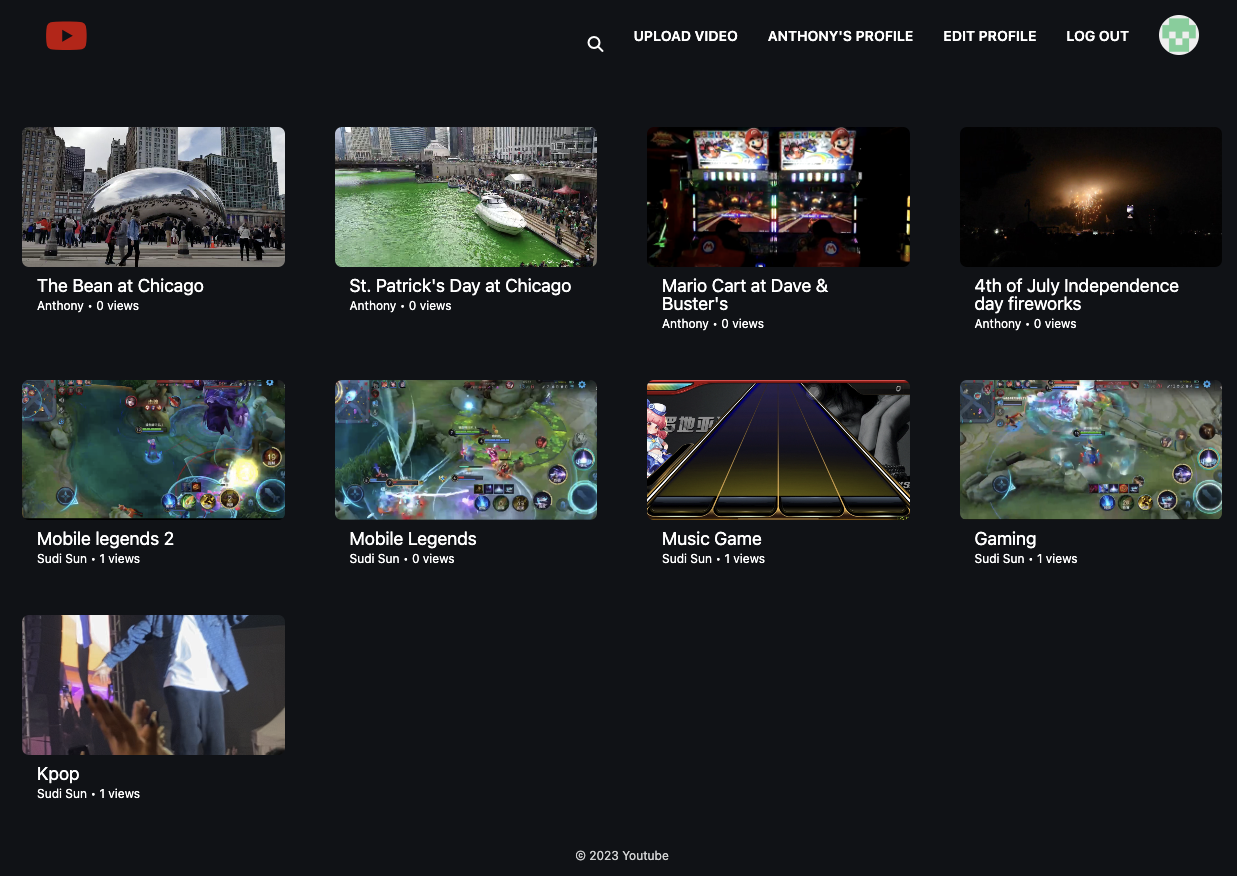 UPLOAD VIDEO ANTHONY'S PROFILE EDIT PROFILE LOG OUT
The Bean at Chicago
Anthony • 0 views
St. Patrick's Day at Chicago
Anthony • 0 views
Mario Cart at Dave &
Buster's
Anthony • 0 views
4th of July Independence
day fireworks
Anthony • 0 views
Mobile legends 2
Sudi Sun • 1 views
Mobile Legends
Sudi Sun • 0 views
Music Game
Sudi Sun • 1 views
Gaming
Sudi Sun • 1 views
Kpop
Sudi Sun • 1 views
© 2023 Youtube